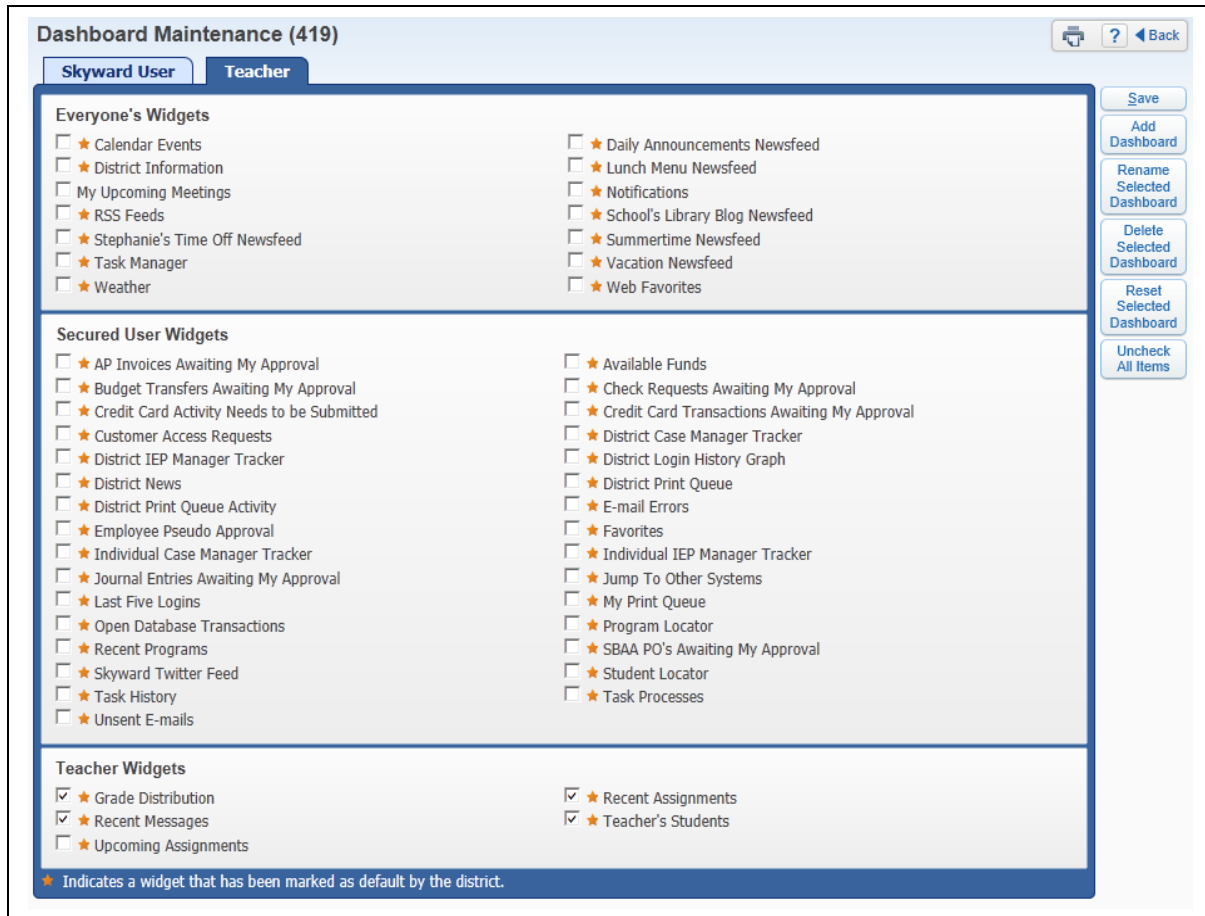 Dashboard Maintenance (419)
? Back
Skyward User Teacher
Everyone's Widgets
Calendar Events
Daily Announcements Newsfeed
District Information
Lunch Menu Newsfeed
My Upcoming Meetings
Notifications
RSS Feeds
School's Library Blog Newsfeed
Stephanie's Time Off Newsfeed
Summertime Newsfeed
Task Manager
Vacation Newsfeed
Weather
Web Favorites
Secured User Widgets
AP Invoices Awaiting My Approval
Available Funds
Budget Transfers Awaiting My Approval
Check Requests Awaiting My Approval
Credit Card Activity Needs to be Submitted
Credit Card Transactions Awaiting My Approval
Customer Access Requests
District Case Manager Tracker
District IEP Manager Tracker
District Login History Graph
District News
District Print Queue
District Print Queue Activity
E-mail Errors
Employee Pseudo Approval
Favorites
Individual Case Manager Tracker
Individual IEP Manager Tracker
Journal Entries Awaiting My Approval
Jump To Other Systems
Last Five Logins
My Print Queue
Open Database Transactions
Program Locator
Recent Programs
SBAA PO's Awaiting My Approval
Skyward Twitter Feed
Student Locator
Task History
Task Processes
Unsent E-mails
Teacher Widgets
Grade Distribution
Recent Assignments
Recent Messages
Teacher's Students
Upcoming Assignments
Indicates a widget that has been marked as default by the district.
Save
Add
Dashboard
Rename
Selected
Dashboard
Delete
Selected
Dashboard
Reset
Selected
Dashboard
Uncheck
All Items